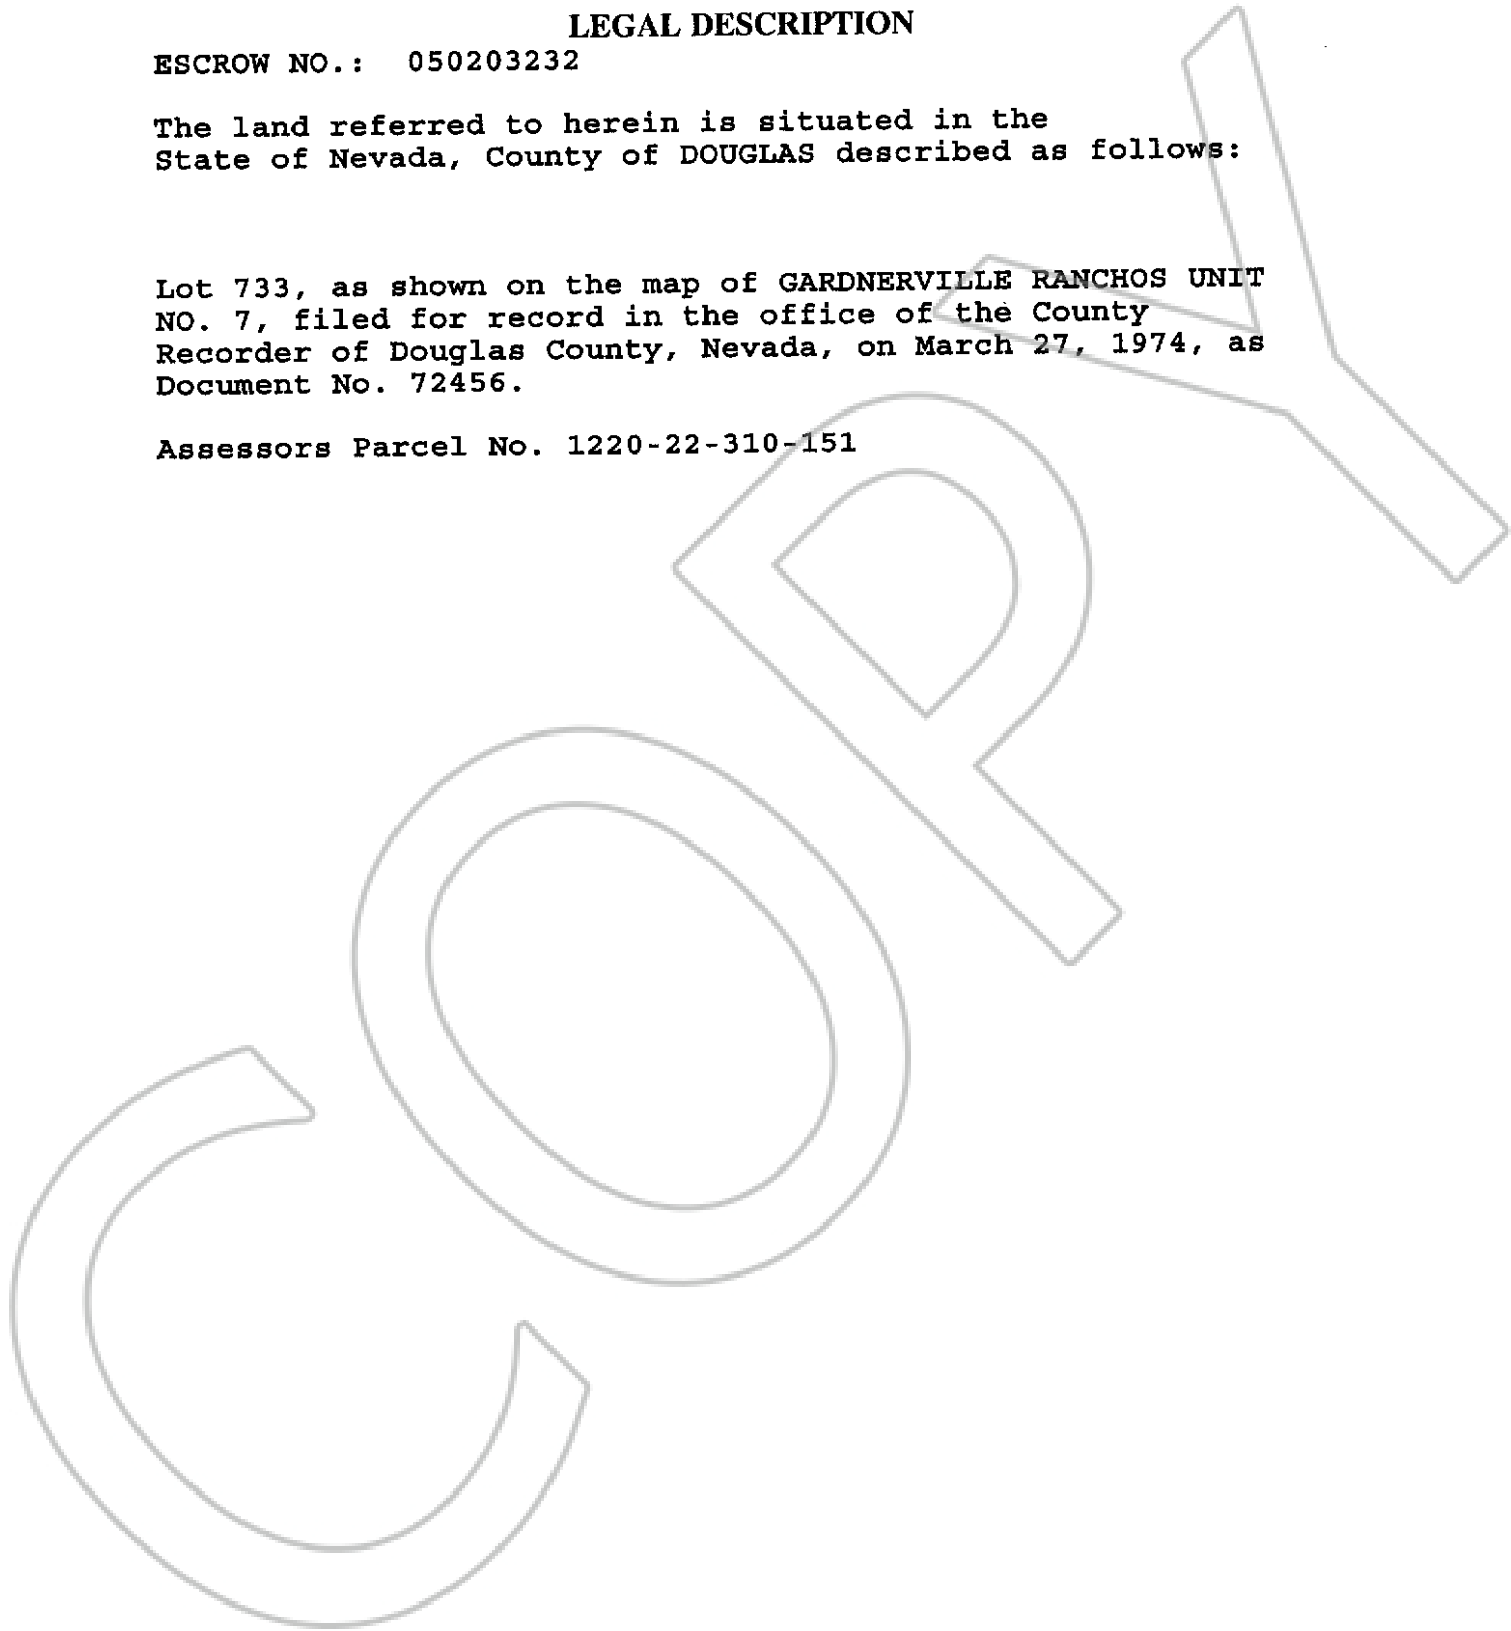 LEGAL DESCRIPTION
ESCROW NO.: 050203232
The land referred to herein is situated in the
State of Nevada, County of DOUGLAS described as follows:
Lot 733, as shown on the map of GARDNERVILLE RANCHOS UNIT
NO. 7, filed for record in the office of the County
Recorder of Douglas County, Nevada, on March 27, 1974, as
Document No. 72456.
Assessors Parcel No. 1220-22-310-151
COPY